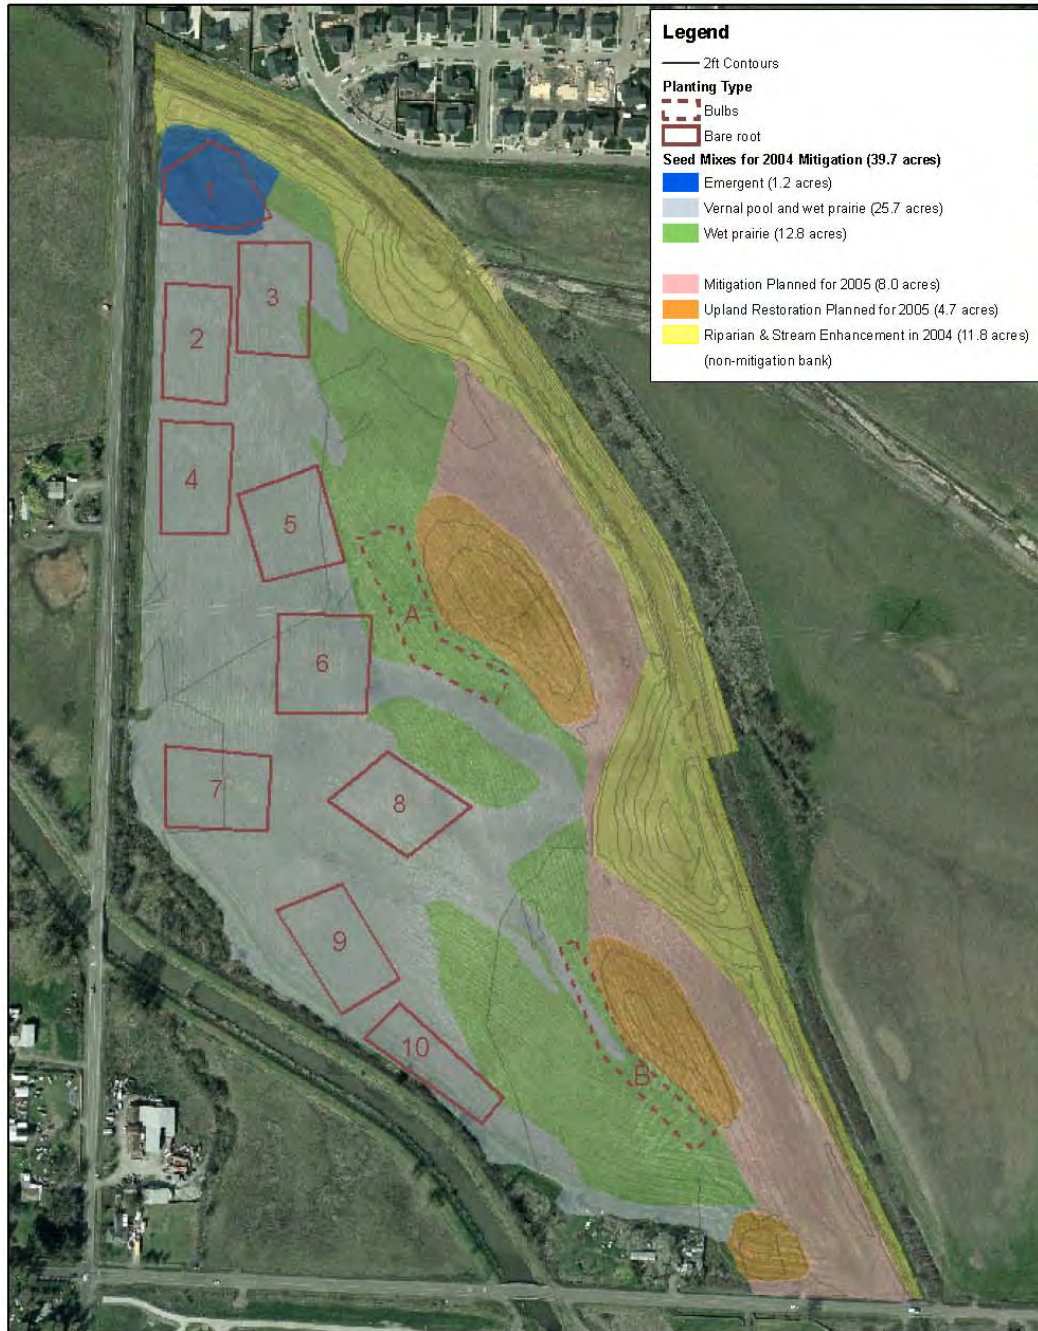 Legend
2ft Contours
Planting Type
Bulbs
Bare root
Seed Mixes for 2004 Mitigation (39.7 acres)
Emergent (1.2 acres)
Vernal pool and wet prairie (25.7 acres)
Wet prairie (12.8 acres)
Mitigation Planned for 2005 (8.0 acres)
Upland Restoration Planned for 2005 (4.7 acres)
Riparian & Stream Enhancement in 2004 (11.8 acres)
(non-mitigation bank)
1
3
2
4
5
A
6
7
8
9
10
B